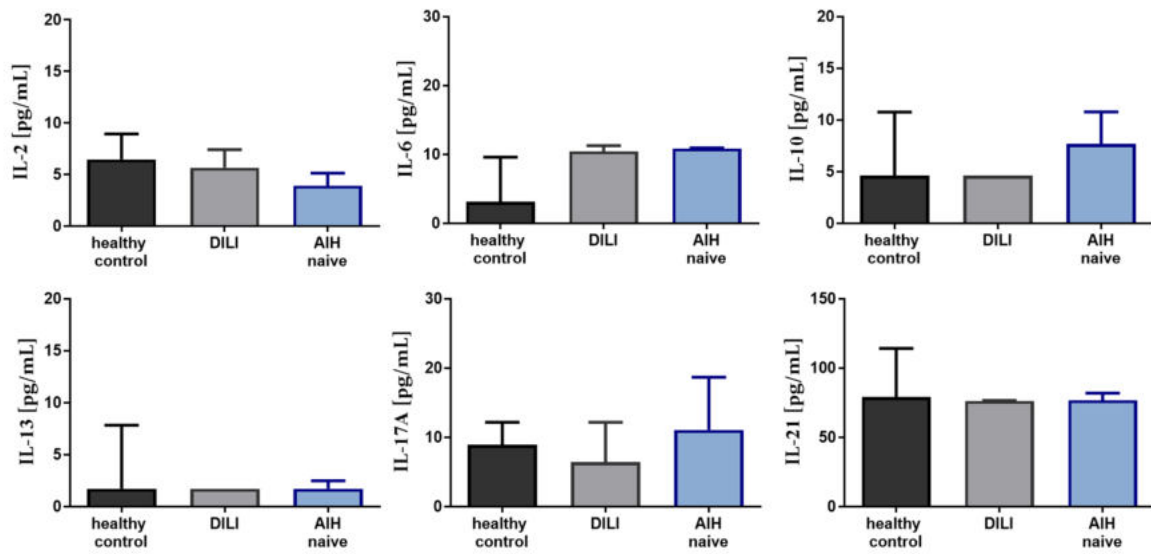 IL-2 [pg/mL]
20
15
10
5
0
healthy control
DILI
AIH naive
IL-6 [pg/mL]
30
20
10
0
healthy control
DILI
AIH naive
IL-10 [pg/mL]
20
15
10
5
0
healthy control
DILI
AIH naive
IL-13 [pg/mL]
20
15
10
5
0
healthy control
DILI
AIH naive
IL-17A [pg/mL]
30
20
10
0
healthy control
DILI
AIH naive
IL-21 [pg/mL]
150
100
50
0
healthy control
DILI
AIH naive